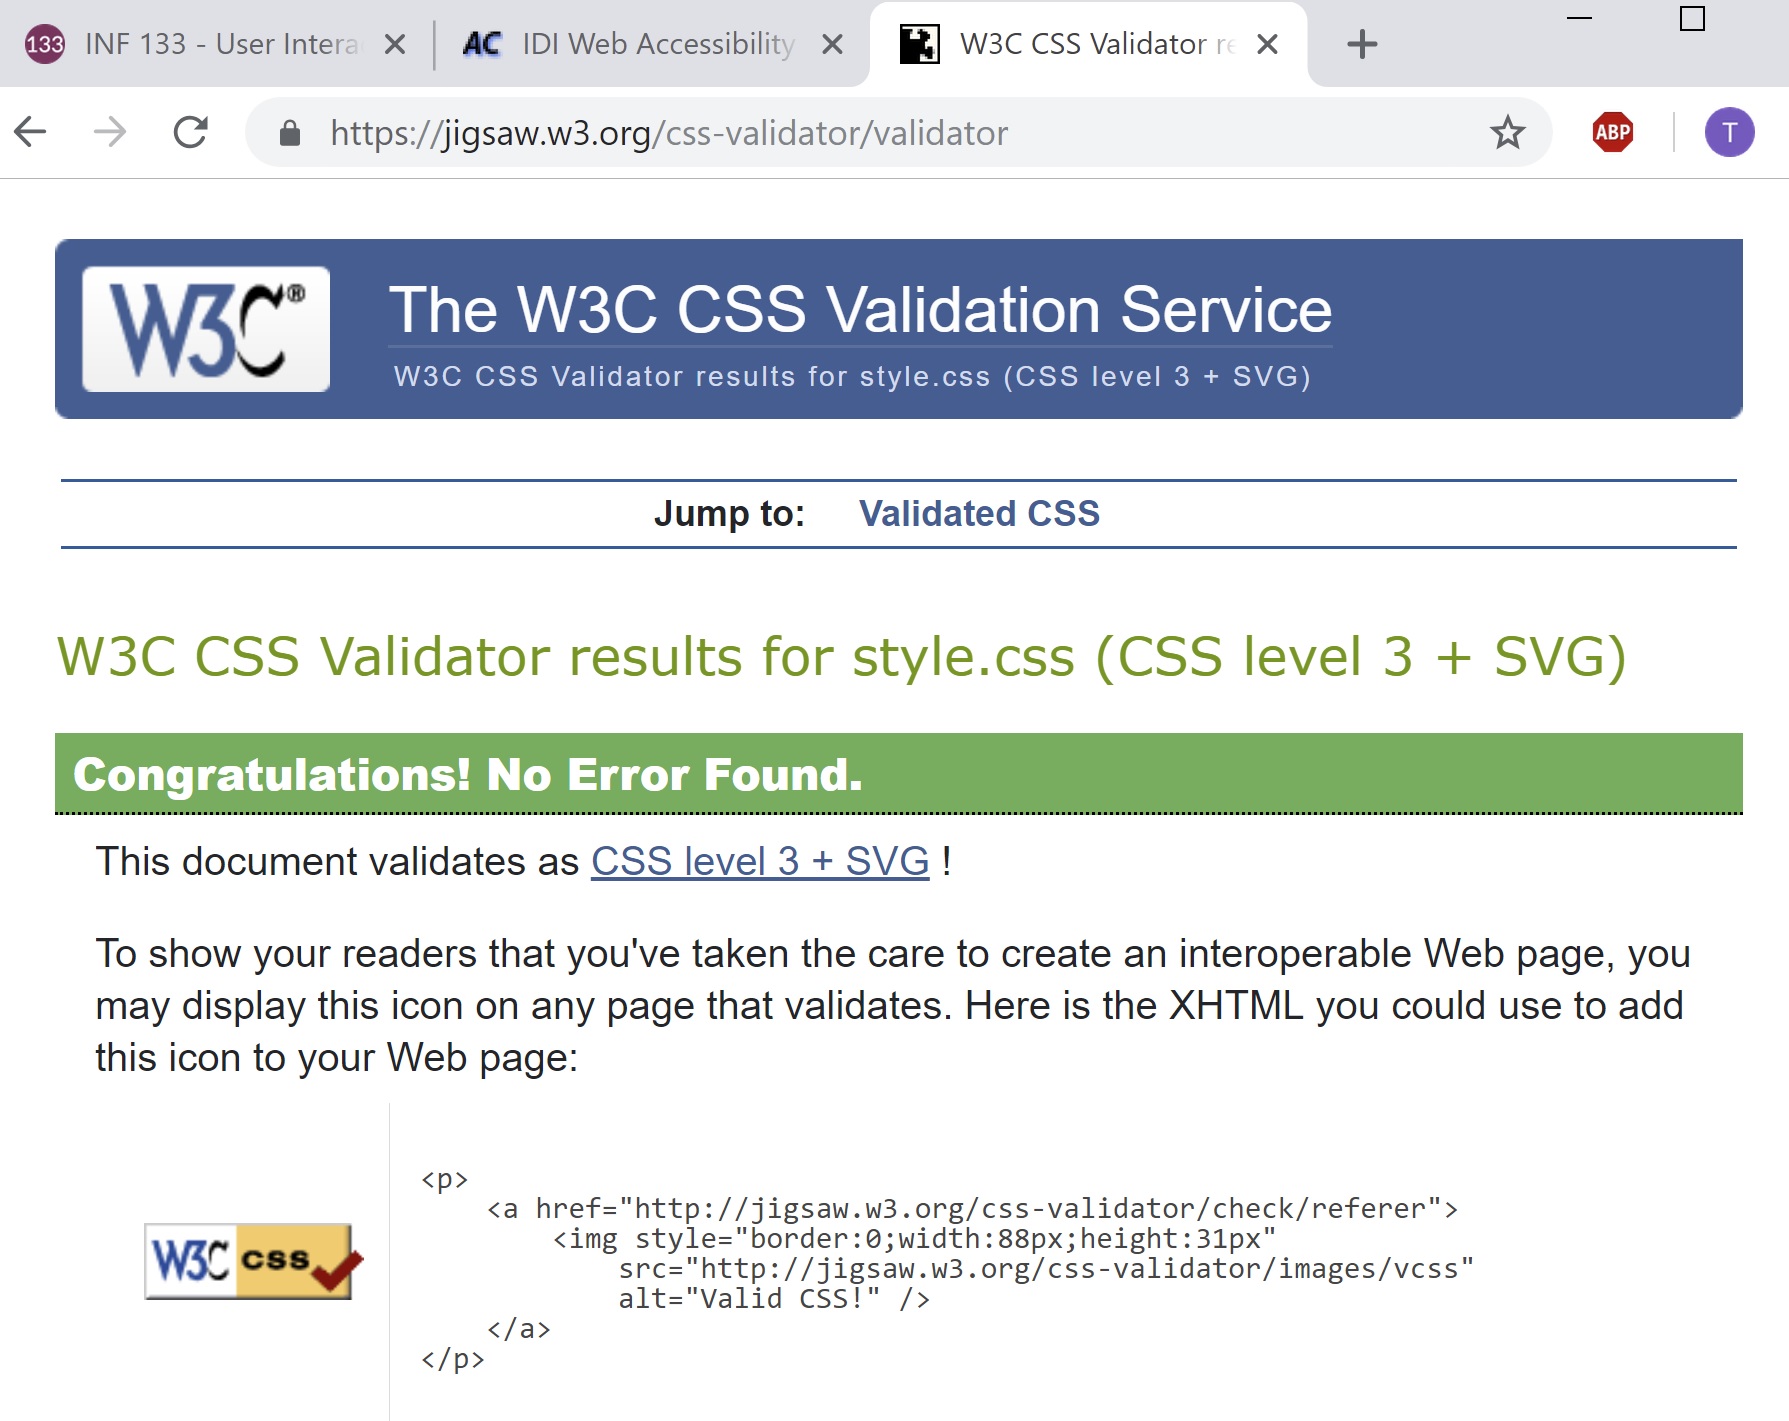 133 INF 133 - User Intera
AC IDI Web Accessibility
W3C CSS Validator re
https://jigsaw.w3.org/css-validator/validator
ABP
T
W3C®
The W3C CSS Validation Service
W3C CSS Validator results for style.css (CSS level 3 + SVG)
Jump to: Validated CSS
W3C CSS Validator results for style.css (CSS level 3 + SVG)
Congratulations! No Error Found.
This document validates as CSS level 3 + SVG !
To show your readers that you've taken the care to create an interoperable Web page, you
may display this icon on any page that validates. Here is the XHTML you could use to add
this icon to your Web page:
<p>
<a href="http://jigsaw.w3.org/css-validator/check/referer">
<img style="border:0;width:88px;height:31px"
src="http://jigsaw.w3.org/css-validator/images/vcss"
alt="Valid CSS!" />
</a>
</p>
W3C css